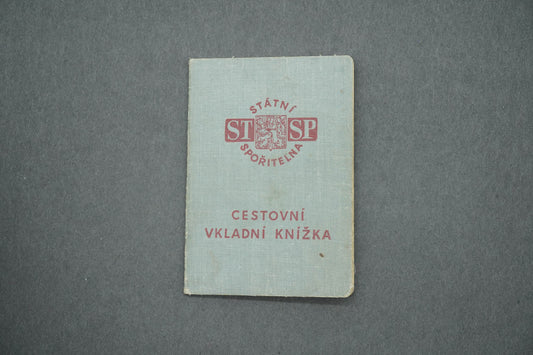 STÁTNÍ
ST SP
SPOŘITELNA
CESTOVNÍ
VKLADNÍ KNÍŽKA